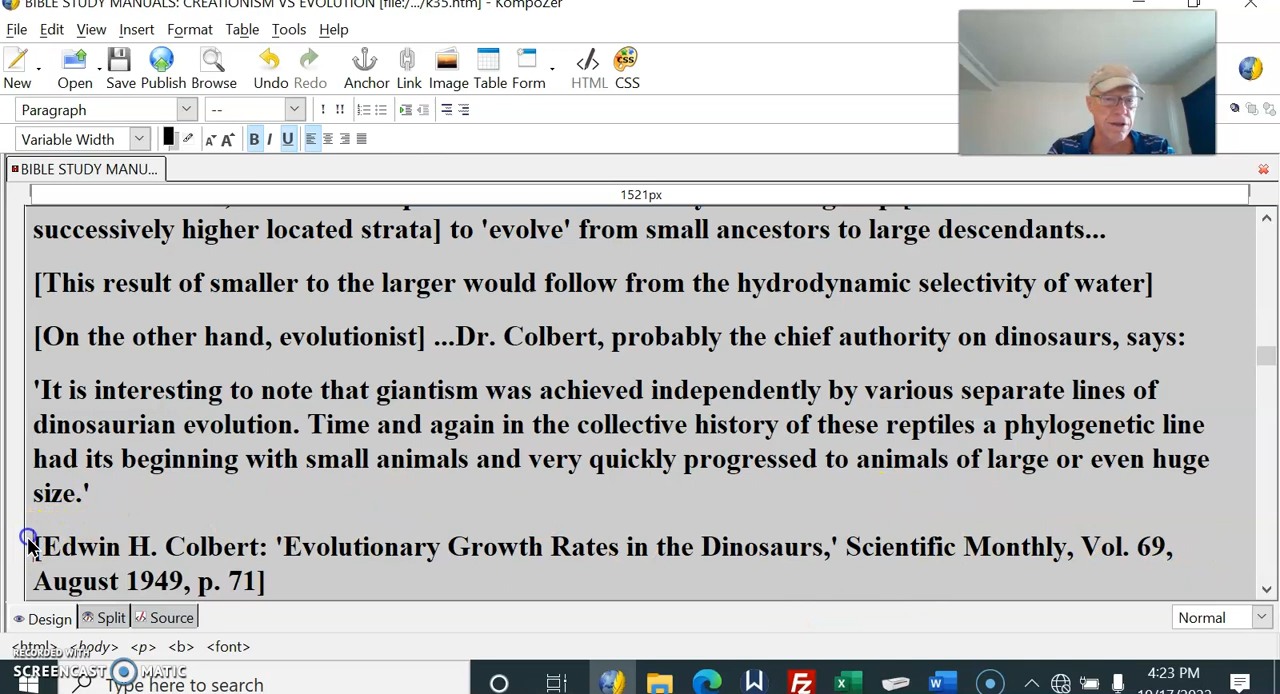 BIBLE STUDY MANUALS: CREATIONISM VS EVOLUTION [file:/.../k35.htm] - KompoZer
File Edit View Insert Format Table Tools Help
New Open Save Publish Browse Undo Redo Anchor Link Image Table Form HTML CSS
Paragraph --
Variable Width B I U
BIBLE STUDY MANU...
1521px
successively higher located strata] to 'evolve' from small ancestors to large descendants...
[This result of smaller to the larger would follow from the hydrodynamic selectivity of water]
[On the other hand, evolutionist] ...Dr. Colbert, probably the chief authority on dinosaurs, says:
'It is interesting to note that giantism was achieved independently by various separate lines of
dinosaurian evolution. Time and again in the collective history of these reptiles a phylogenetic line
had its beginning with small animals and very quickly progressed to animals of large or even huge
size.'
[Edwin H. Colbert: 'Evolutionary Growth Rates in the Dinosaurs,' Scientific Monthly, Vol. 69,
August 1949, p. 71]
Design Split Source Normal
<html> <body> <p> <b> <font>
RECORDED WITH
SCREENCAST MATIC
Type here to search
4:23 PM